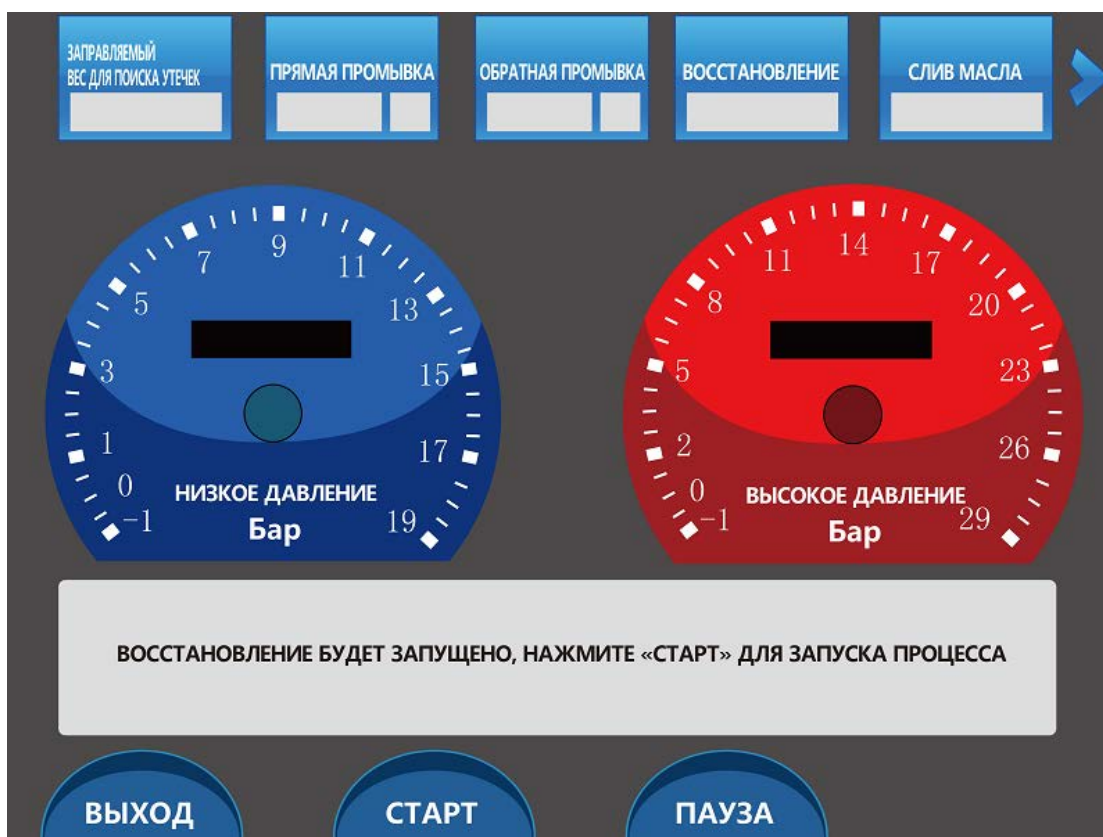 ЗАПРАВЛЯЕМЫЙ
ВЕС ДЛЯ ПОИСКА УТЕЧЕК
ПРЯМАЯ ПРОМЫВКА
ОБРАТНАЯ ПРОМЫВКА
ВОССТАНОВЛЕНИЕ
СЛИВ МАСЛА
-1
0
1
3
5
7
9
11
13
15
17
19
НИЗКОЕ ДАВЛЕНИЕ
Бар
-1
0
2
5
8
11
14
17
20
23
26
29
ВЫСОКОЕ ДАВЛЕНИЕ
Бар
ВОССТАНОВЛЕНИЕ БУДЕТ ЗАПУЩЕНО, НАЖМИТЕ «СТАРТ» ДЛЯ ЗАПУСКА ПРОЦЕССА
ВЫХОД
СТАРТ
ПАУЗА